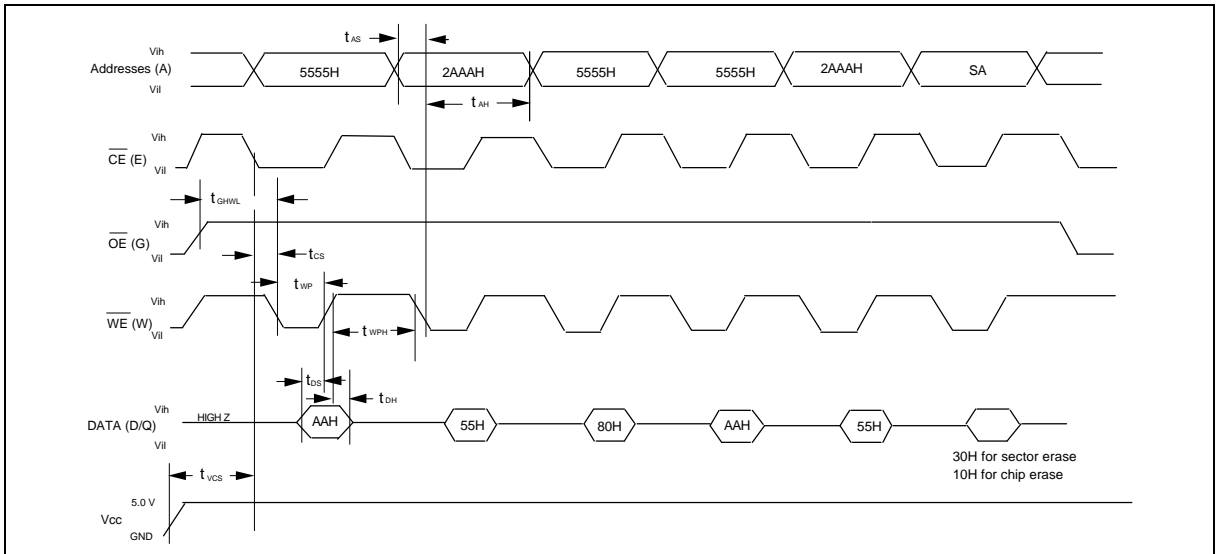 tAS
Vih
Addresses (A)
Vil
5555H 2AAAH 5555H 5555H 2AAAH SA
tAH
Vih
CE (E)
Vil
tGHWL
Vih
OE (G)
Vil
tCS
tWP
Vih
WE (W)
Vil
tWPH
tDS
tDH
Vih
DATA (D/Q)
Vil
HIGH Z AAH 55H 80H AAH 55H
30H for sector erase
10H for chip erase
tVCS
5.0 V
Vcc
GND